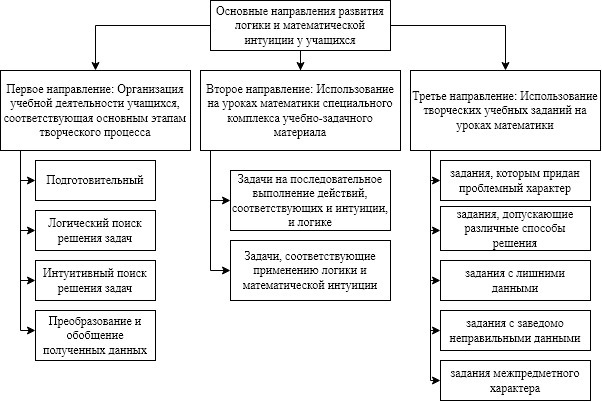 Основные направления развития
логики и математической
интуиции у учащихся
Первое направление: Организация
учебной деятельности учащихся,
соответствующая основным этапам
творческого процесса
Подготовительный
Логический поиск
решения задач
Интуитивный поиск
решения задач
Преобразование и
обобщение
полученных данных
Второе направление: Использование
на уроках математики специального
комплекса учебно-задачного
материала
Задачи на последовательное
выполнение действий,
соответствующих и интуиции,
и логике
Задачи, соответствующие
применению логики и
математической интуиции
Третье направление: Использование
творческих учебных заданий на
уроках математики
задания, которым придан
проблемный характер
задания, допускающие
различные способы
решения
задания с лишними
данными
задания с заведомо
неправильными данными
задания межпредметного
характера